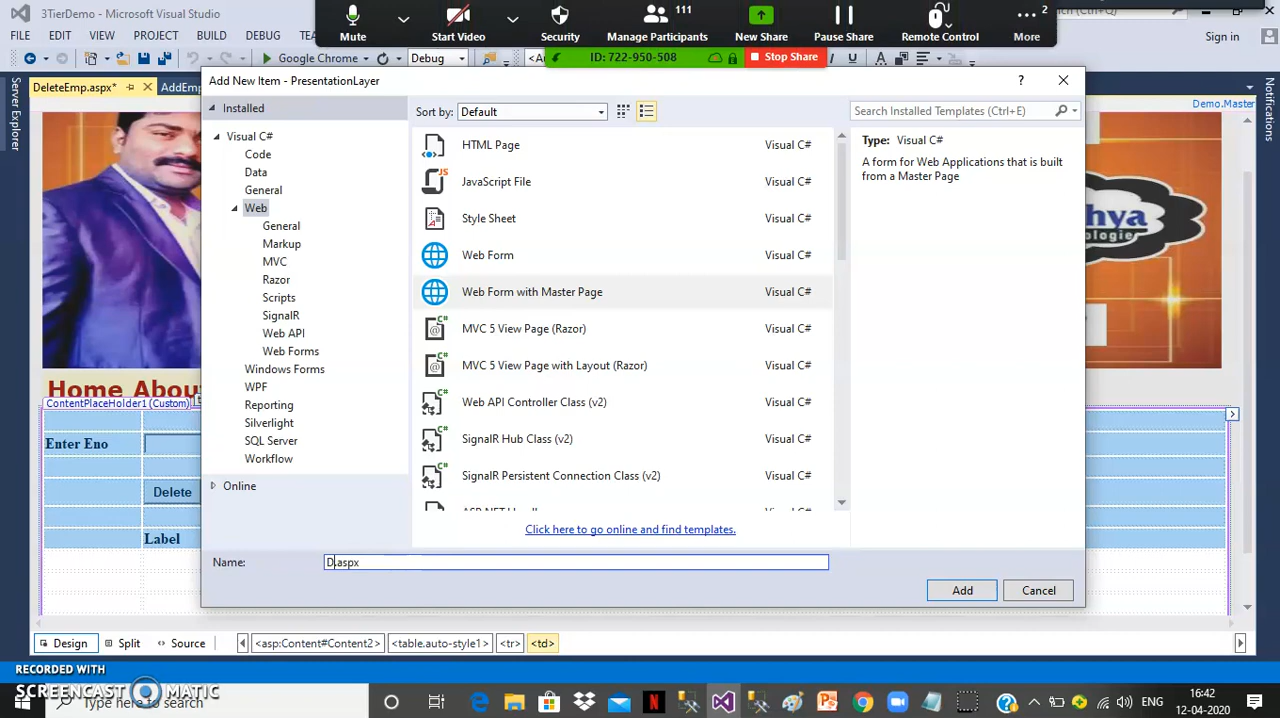 3TierDemo - Microsoft Visual Studio
Mute
Start Video
Security
111
Manage Participants
New Share
Pause Share
Remote Control
2
More
FILE EDIT VIEW PROJECT BUILD DEBUG
Sign in
Google Chrome
Debug
ID: 722-950-508
Stop Share
DeleteEmp.aspx*
Server Explorer
Notifications
Demo.Master
Add New Item - PresentationLayer
Installed
Sort by: Default
Search Installed Templates (Ctrl+E)
Visual C#
Code
Data
General
Web
General
Markup
MVC
Razor
Scripts
SignalR
Web API
Web Forms
Windows Forms
WPF
Reporting
Silverlight
SQL Server
Workflow
Online
HTML Page Visual C#
JavaScript File Visual C#
Style Sheet Visual C#
Web Form Visual C#
Web Form with Master Page Visual C#
MVC 5 View Page (Razor) Visual C#
MVC 5 View Page with Layout (Razor) Visual C#
Web API Controller Class (v2) Visual C#
SignalR Hub Class (v2) Visual C#
SignalR Persistent Connection Class (v2) Visual C#
Type: Visual C#
A form for Web Applications that is built
from a Master Page
Click here to go online and find templates.
Name: D.aspx
Add Cancel
Home
ContentPlaceHolder1 (Custom)
Enter Eno
Delete
Label
Design Split Source
<asp:Content#Content2> <table.auto-style1> <tr> <td>
RECORDED WITH
SCREENCAST MATIC
Type here to search
ENG
16:42
12-04-2020